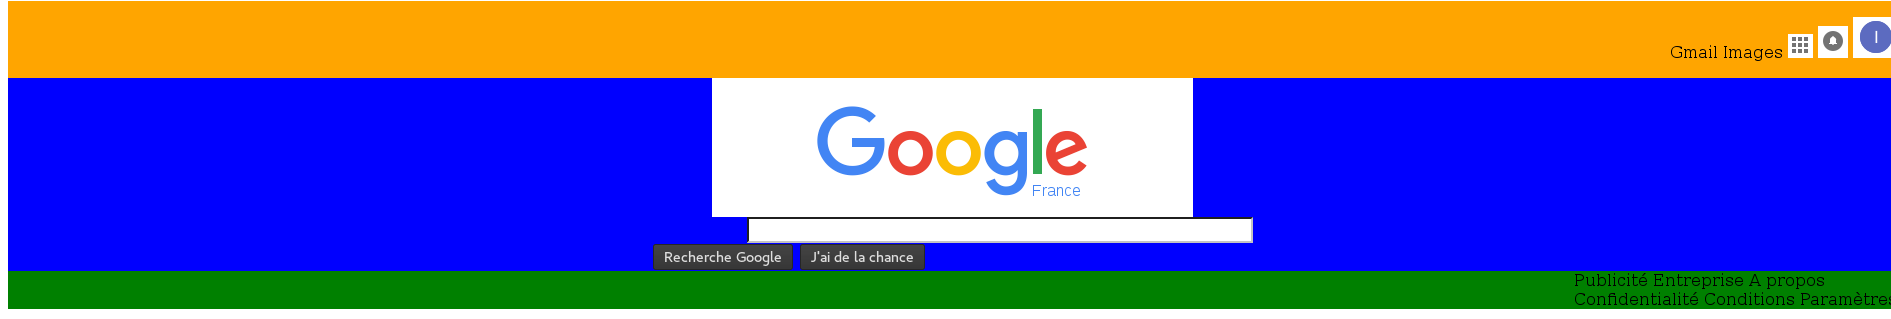 Gmail Images
I
Google
France
Recherche Google J'ai de la chance
Publicité Entreprise A propos
Confidentialité Conditions Paramètres